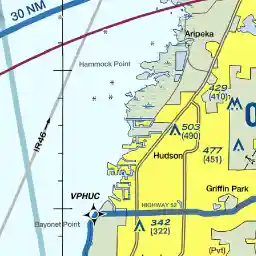 30 NM
Aripeka
Hammock Point
429
(410)
IR46
503
(490)
Hudson
477
(451)
Griffin Park
VPHUC
HIGHWAY 52
Bayonet Point
342
(322)
(Pvt)